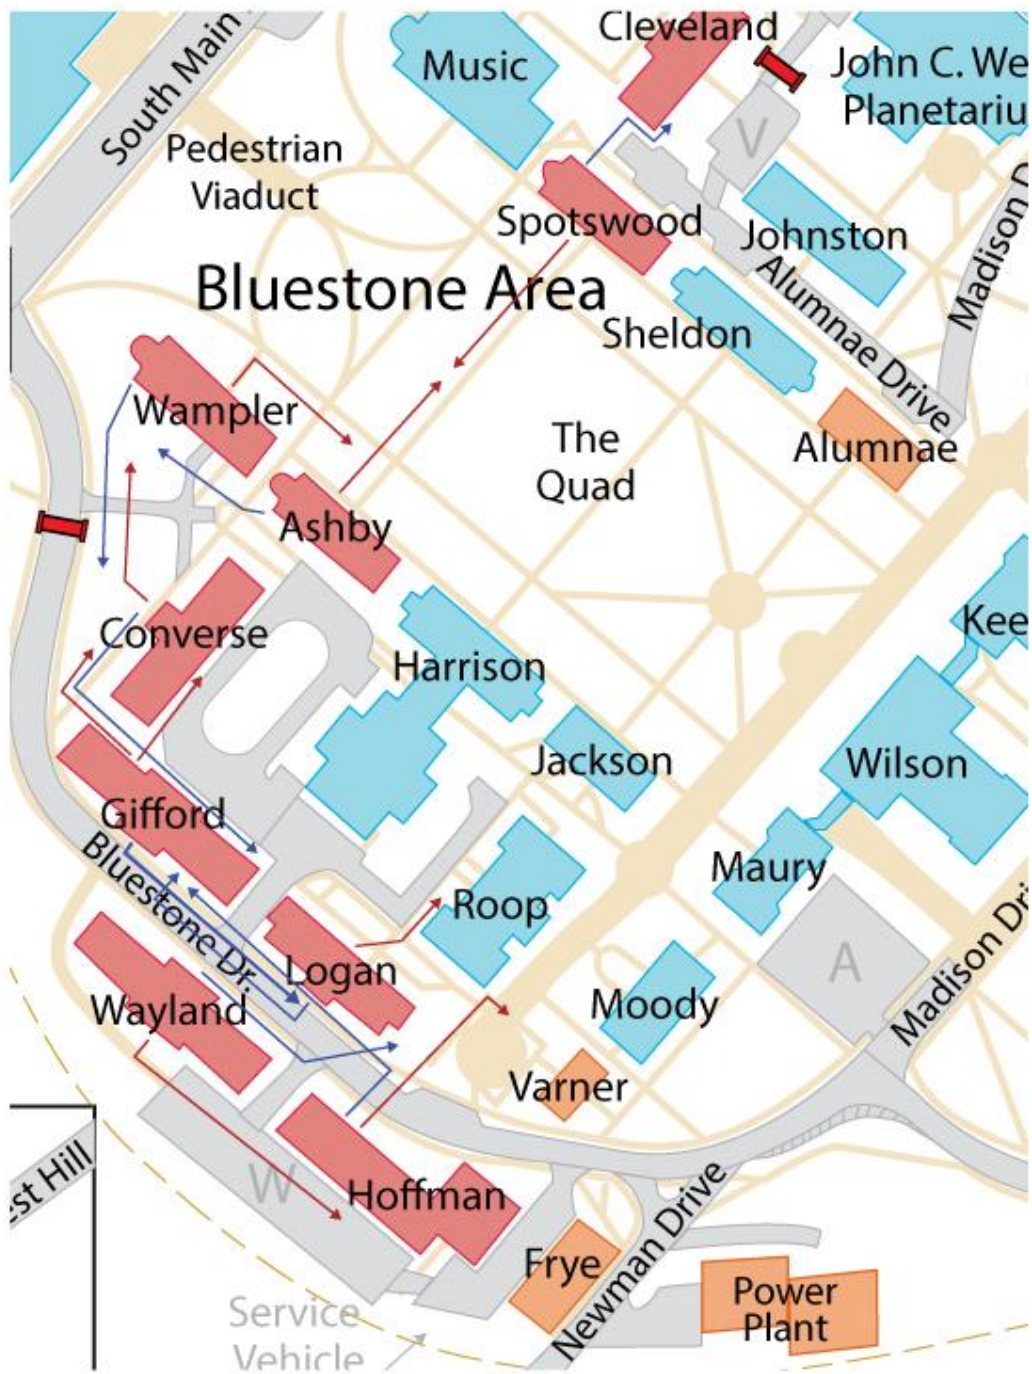 Cleveland
South Main
Music
John C. We
Planetariu
V
Pedestrian
Viaduct
Spotswood
Johnston
Madison D
Bluestone Area
Alumnae Drive
Sheldon
Wampler
The
Quad
Alumnae
Ashby
Kee
Converse
Harrison
Jackson
Wilson
Gifford
Bluestone Dr.
Maury
Roop
Logan
A
Madison Dri
Wayland
Moody
Varner
est Hill
W
Hoffman
Newman Drive
Frye
Power
Plant
Service
Vehicle